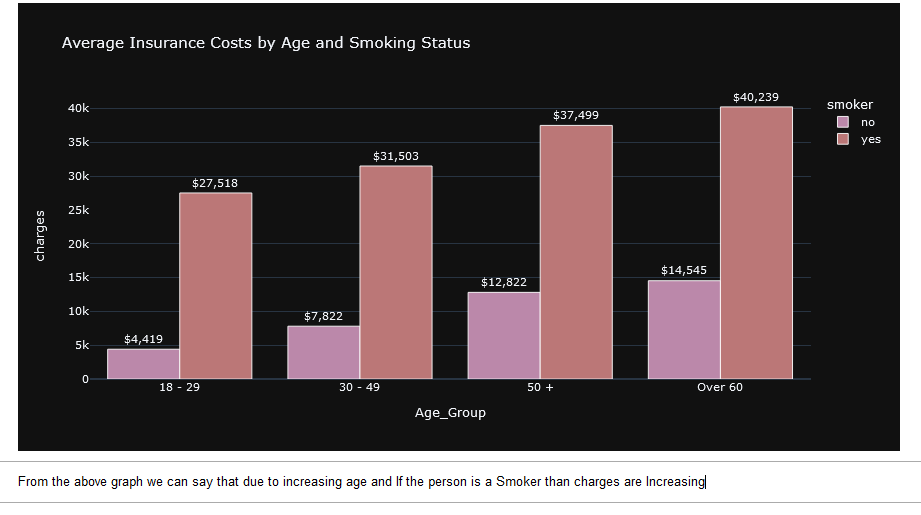 Average Insurance Costs by Age and Smoking Status
$40,239
40k
smoker
$37,499
no
35k
yes
$31,503
30k
$27,518
25k
charges
20k
15k
$14,545
$12,822
10k
$7,822
5k
$4,419
0
18 - 29 30 - 49 50 + Over 60
Age_Group
From the above graph we can say that due to increasing age and If the person is a Smoker than charges are Increasing